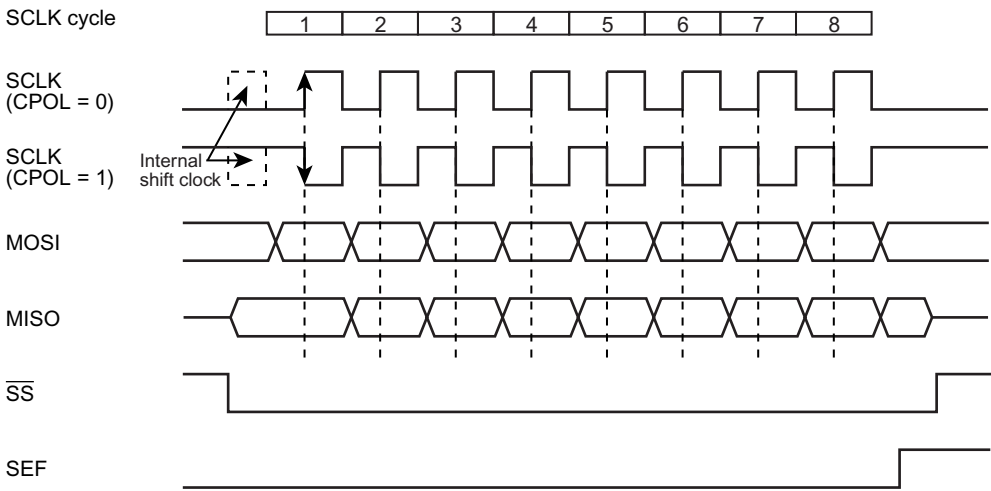 SCLK cycle
1 2 3 4 5 6 7 8
SCLK
(CPOL = 0)
SCLK
(CPOL = 1)
Internal
shift clock
MOSI
MISO
SS
SEF